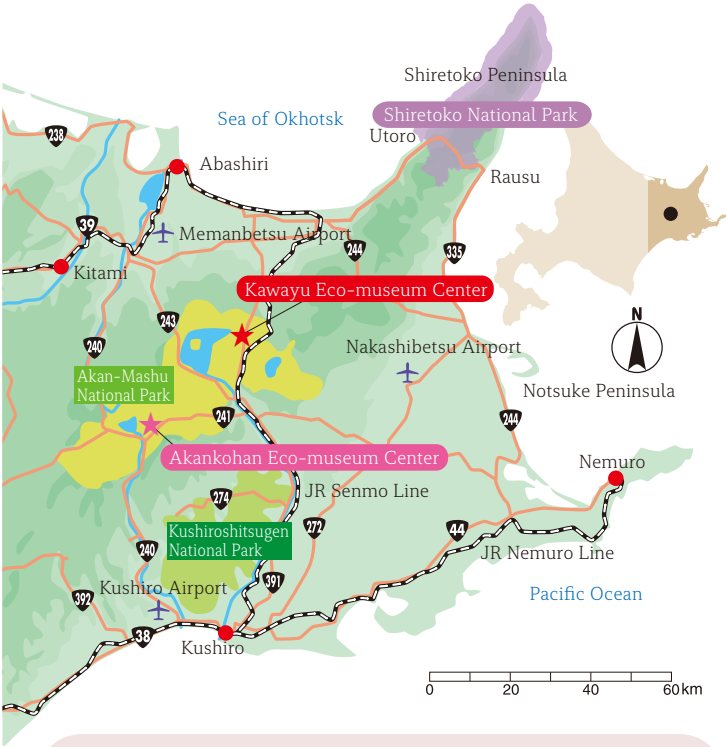 Shiretoko Peninsula
Sea of Okhotsk
Shiretoko National Park
238
Utoro
Abashiri
Rausu
39
Memanbetsu Airport
244
335
Kitami
Kawayu Eco-museum Center
N
243
240
Nakashibetsu Airport
Akan-Mashu
National Park
Notsuke Peninsula
241
244
Akankohan Eco-museum Center
Nemuro
JR Senmo Line
274
272
44
Kushiroshitsugen
National Park
240
JR Nemuro Line
391
Kushiro Airport
392
Pacific Ocean
38
Kushiro
0 20 40 60km